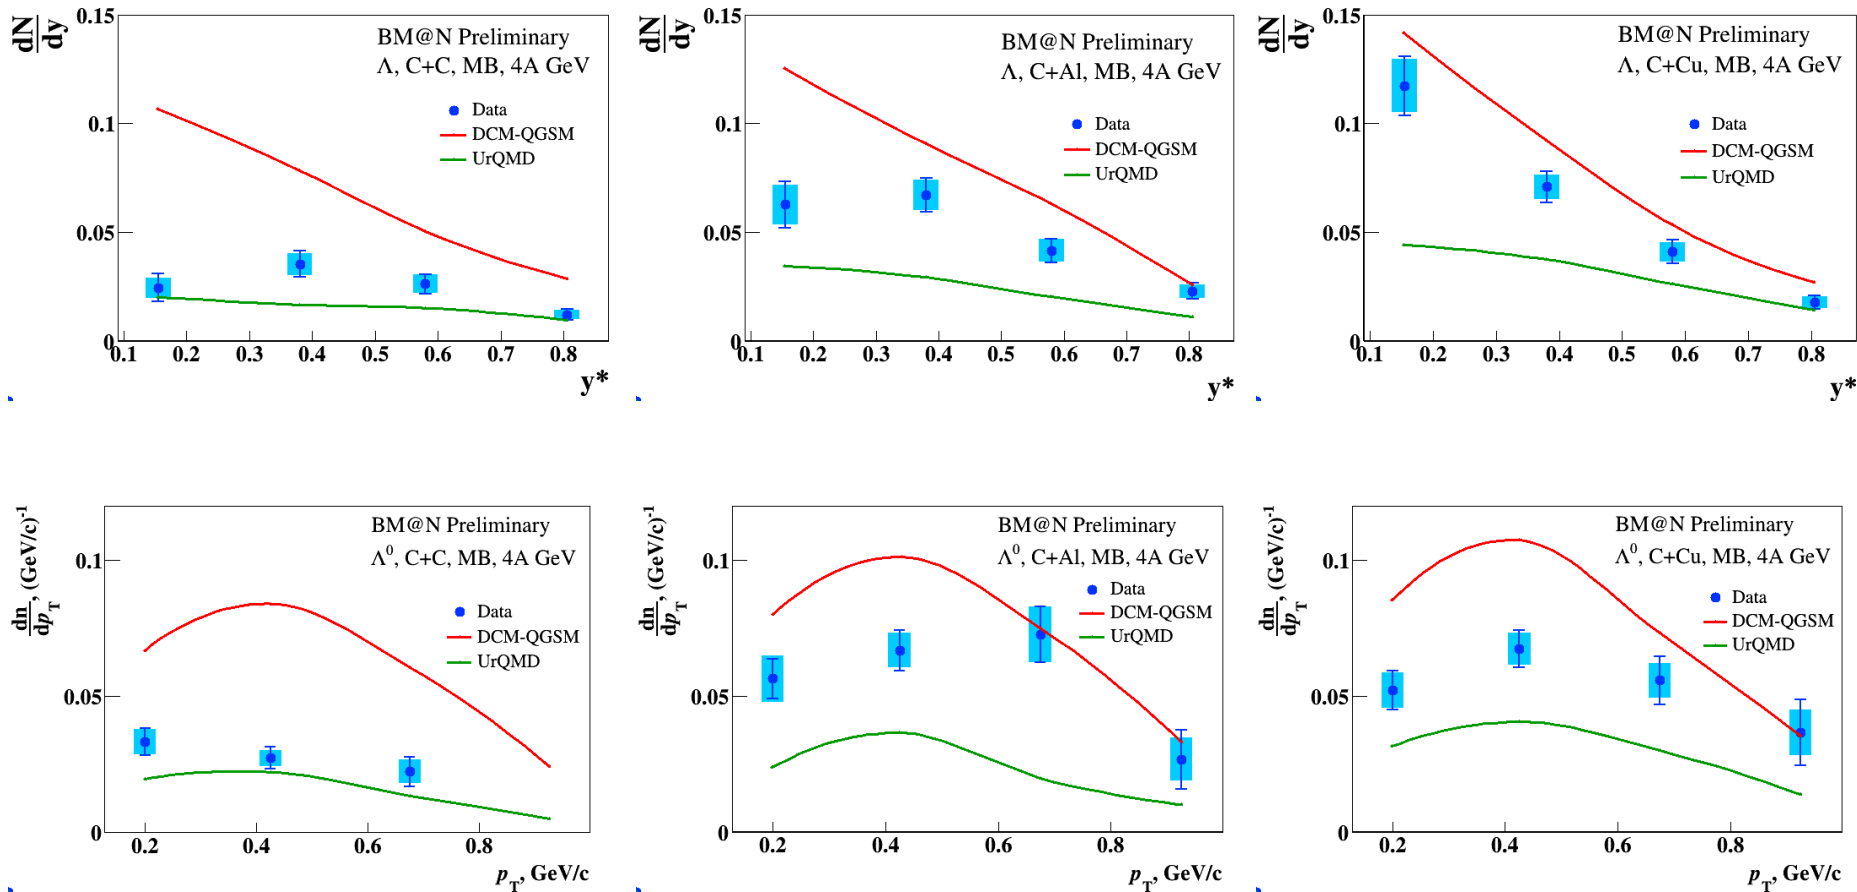 dN
dy
0.15
0.1
0.05
0
BM@N Preliminary
Λ, C+C, MB, 4A GeV
Data
DCM-QGSM
UrQMD
0.1 0.2 0.3 0.4 0.5 0.6 0.7 0.8
y*
dN
dy
0.15
0.1
0.05
0
BM@N Preliminary
Λ, C+Al, MB, 4A GeV
Data
DCM-QGSM
UrQMD
0.1 0.2 0.3 0.4 0.5 0.6 0.7 0.8
y*
dN
dy
0.15
0.1
0.05
0
BM@N Preliminary
Λ, C+Cu, MB, 4A GeV
Data
DCM-QGSM
UrQMD
0.1 0.2 0.3 0.4 0.5 0.6 0.7 0.8
y*
dn/dp_T, (GeV/c)⁻¹
0.1
0.05
0
BM@N Preliminary
Λ⁰, C+C, MB, 4A GeV
Data
DCM-QGSM
UrQMD
0.2 0.4 0.6 0.8
p_T, GeV/c
dn/dp_T, (GeV/c)⁻¹
0.1
0.05
0
BM@N Preliminary
Λ⁰, C+Al, MB, 4A GeV
Data
DCM-QGSM
UrQMD
0.2 0.4 0.6 0.8
p_T, GeV/c
dn/dp_T, (GeV/c)⁻¹
0.1
0.05
0
BM@N Preliminary
Λ⁰, C+Cu, MB, 4A GeV
Data
DCM-QGSM
UrQMD
0.2 0.4 0.6 0.8
p_T, GeV/c